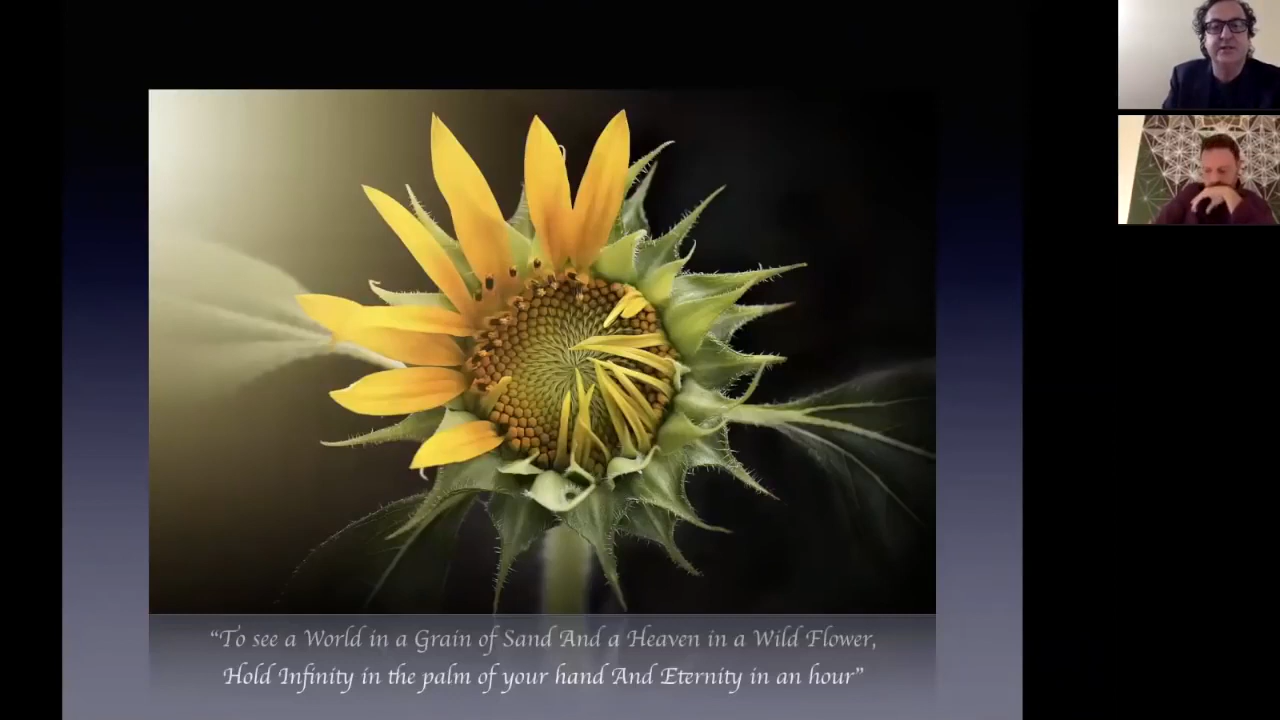 “To see a World in a Grain of Sand And a Heaven in a Wild Flower,
Hold Infinity in the palm of your hand And Eternity in an hour”